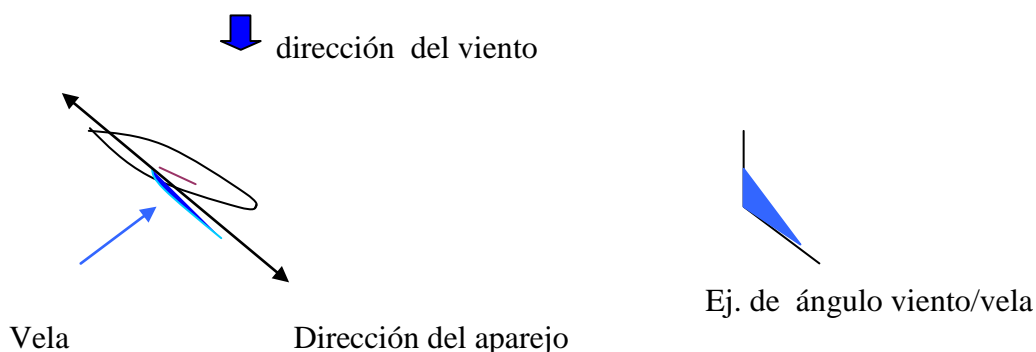 dirección del viento
Ej. de ángulo viento/vela
Vela
Dirección del aparejo